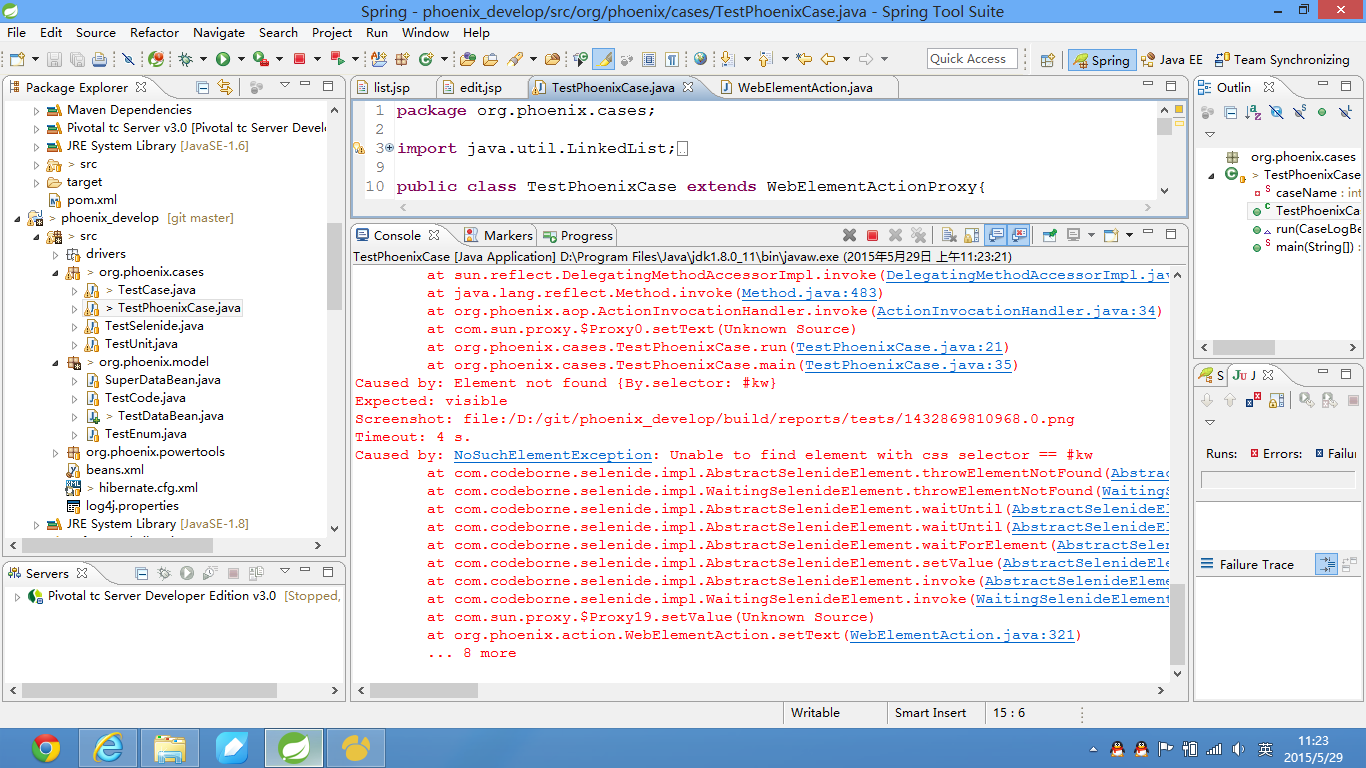 Spring - phoenix_develop/src/org/phoenix/cases/TestPhoenixCase.java - Spring Tool Suite
File Edit Source Refactor Navigate Search Project Run Window Help
Quick Access
Spring
Java EE
Team Synchronizing
Package Explorer
Maven Dependencies
Pivotal tc Server v3.0 [Pivotal tc Server Devel
JRE System Library [JavaSE-1.6]
> src
target
pom.xml
> phoenix_develop [git master]
> src
drivers
> org.phoenix.cases
> TestCase.java
> TestPhoenixCase.java
TestSelenide.java
TestUnit.java
> org.phoenix.model
SuperDataBean.java
TestCode.java
> TestDataBean.java
TestEnum.java
org.phoenix.powertools
beans.xml
> hibernate.cfg.xml
log4j.properties
JRE System Library [JavaSE-1.8]
Servers
Pivotal tc Server Developer Edition v3.0 [Stopped,
list.jsp
edit.jsp
TestPhoenixCase.java
WebElementAction.java
1 package org.phoenix.cases;
2
3 import java.util.LinkedList;
9
10 public class TestPhoenixCase extends WebElementActionProxy{
Console
Markers
Progress
TestPhoenixCase [Java Application] D:\Program Files\Java\jdk1.8.0_11\bin\javaw.exe (2015年5月29日 上午11:23:21)
at sun.reflect.DelegatingMethodAccessorImpl.invoke(DelegatingMethodAccessorImpl.jav
at java.lang.reflect.Method.invoke(Method.java:483)
at org.phoenix.aop.ActionInvocationHandler.invoke(ActionInvocationHandler.java:34)
at com.sun.proxy.$Proxy0.setText(Unknown Source)
at org.phoenix.cases.TestPhoenixCase.run(TestPhoenixCase.java:21)
at org.phoenix.cases.TestPhoenixCase.main(TestPhoenixCase.java:35)
Caused by: Element not found {By.selector: #kw}
Expected: visible
Screenshot: file:/D:/git/phoenix_develop/build/reports/tests/1432869810968.0.png
Timeout: 4 s.
Caused by: NoSuchElementException: Unable to find element with css selector == #kw
at com.codeborne.selenide.impl.AbstractSelenideElement.throwElementNotFound(Abstrac
at com.codeborne.selenide.impl.WaitingSelenideElement.throwElementNotFound(WaitingS
at com.codeborne.selenide.impl.AbstractSelenideElement.waitUntil(AbstractSelenideEl
at com.codeborne.selenide.impl.AbstractSelenideElement.waitUntil(AbstractSelenideEl
at com.codeborne.selenide.impl.AbstractSelenideElement.waitForElement(AbstractSelen
at com.codeborne.selenide.impl.AbstractSelenideElement.setValue(AbstractSelenideEle
at com.codeborne.selenide.impl.AbstractSelenideElement.invoke(AbstractSelenideEleme
at com.codeborne.selenide.impl.WaitingSelenideElement.invoke(WaitingSelenideElement
at com.sun.proxy.$Proxy19.setValue(Unknown Source)
at org.phoenix.action.WebElementAction.setText(WebElementAction.java:321)
... 8 more
Outlin
org.phoenix.cases
> TestPhoenixCase
caseName : int
TestPhoenixCa
run(CaseLogBe
main(String[]) :
S
Ju J
Runs:
Errors:
Failur
Failure Trace
Writable
Smart Insert
15 : 6
英
11:23
2015/5/29